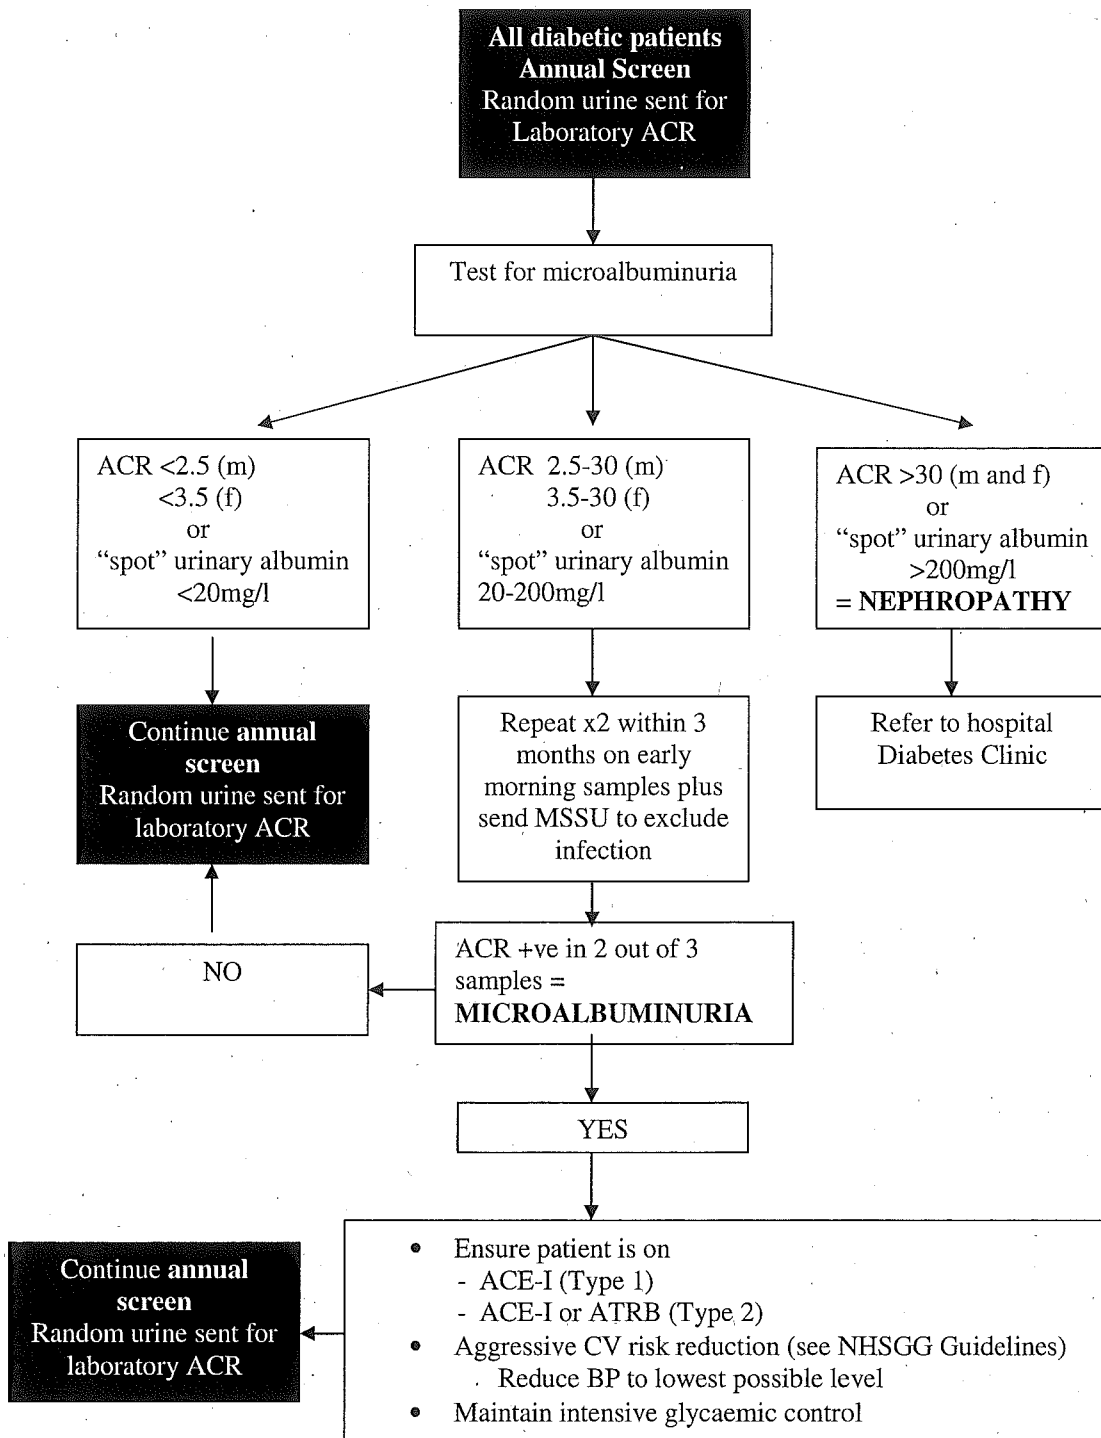 All diabetic patients
Annual Screen
Random urine sent for
Laboratory ACR
Test for microalbuminuria
ACR <2.5 (m)
<3.5 (f)
or
“spot” urinary albumin
<20mg/l
ACR 2.5-30 (m)
3.5-30 (f)
or
“spot” urinary albumin
20-200mg/l
ACR >30 (m and f)
or
“spot” urinary albumin
>200mg/l
= NEPHROPATHY
Continue annual
screen
Random urine sent for
laboratory ACR
Repeat x2 within 3
months on early
morning samples plus
send MSSU to exclude
infection
Refer to hospital
Diabetes Clinic
NO
ACR +ve in 2 out of 3
samples =
MICROALBUMINURIA
YES
Continue annual
screen
Random urine sent for
laboratory ACR
• Ensure patient is on
- ACE-I (Type 1)
- ACE-I or ATRB (Type 2)
• Aggressive CV risk reduction (see NHSGG Guidelines)
Reduce BP to lowest possible level
• Maintain intensive glycaemic control